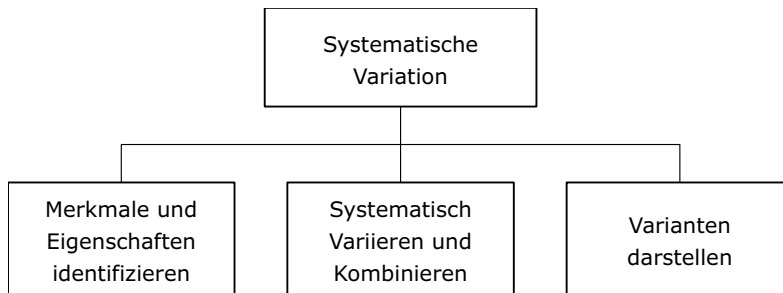 Systematische
Variation
Merkmale und
Eigenschaften
identifizieren
Systematisch
Variieren und
Kombinieren
Varianten
darstellen